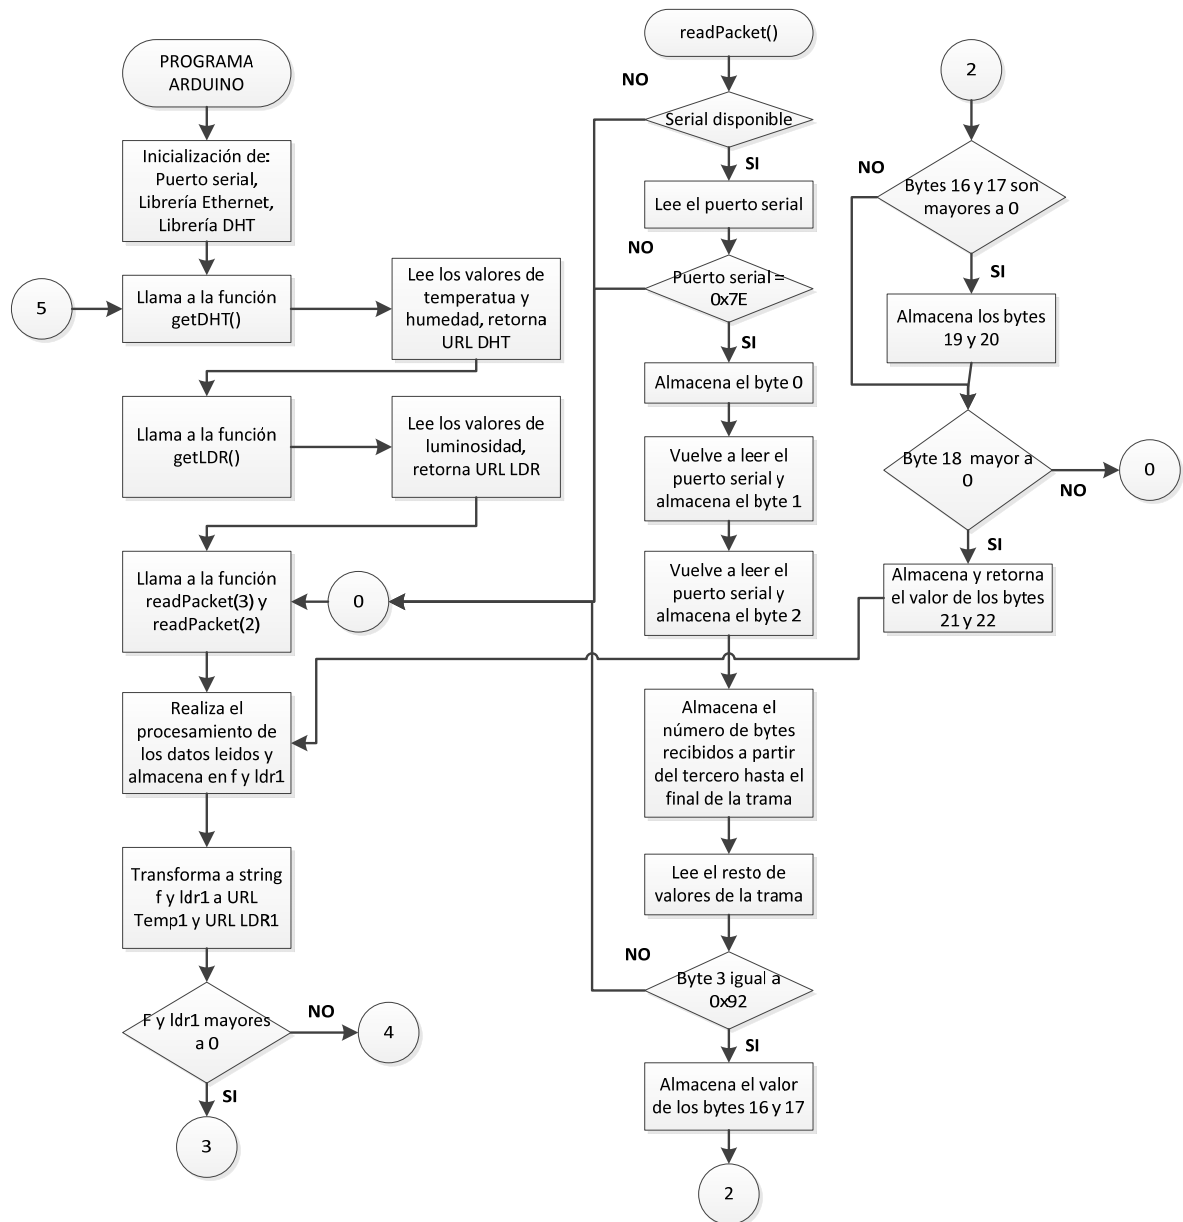 PROGRAMA
ARDUINO
Inicialización de:
Puerto serial,
Librería Ethernet,
Librería DHT
5
Llama a la función
getDHT()
Lee los valores de
temperatua y
humedad, retorna
URL DHT
Llama a la función
getLDR()
Lee los valores de
luminosidad,
retorna URL LDR
Llama a la función
readPacket(3) y
readPacket(2)
0
Realiza el
procesamiento de
los datos leidos y
almacena en f y ldr1
Transforma a string
f y ldr1 a URL
Temp1 y URL LDR1
F y ldr1 mayores
a 0
NO
4
SI
3
readPacket()
NO
Serial disponible
SI
Lee el puerto serial
NO
Puerto serial =
0x7E
SI
Almacena el byte 0
Vuelve a leer el
puerto serial y
almacena el byte 1
Vuelve a leer el
puerto serial y
almacena el byte 2
Almacena el
número de bytes
recibidos a partir
del tercero hasta el
final de la trama
Lee el resto de
valores de la trama
NO
Byte 3 igual a
0x92
SI
Almacena el valor
de los bytes 16 y 17
2
2
NO
Bytes 16 y 17 son
mayores a 0
SI
Almacena los bytes
19 y 20
Byte 18 mayor a
0
NO
0
SI
Almacena y retorna
el valor de los bytes
21 y 22